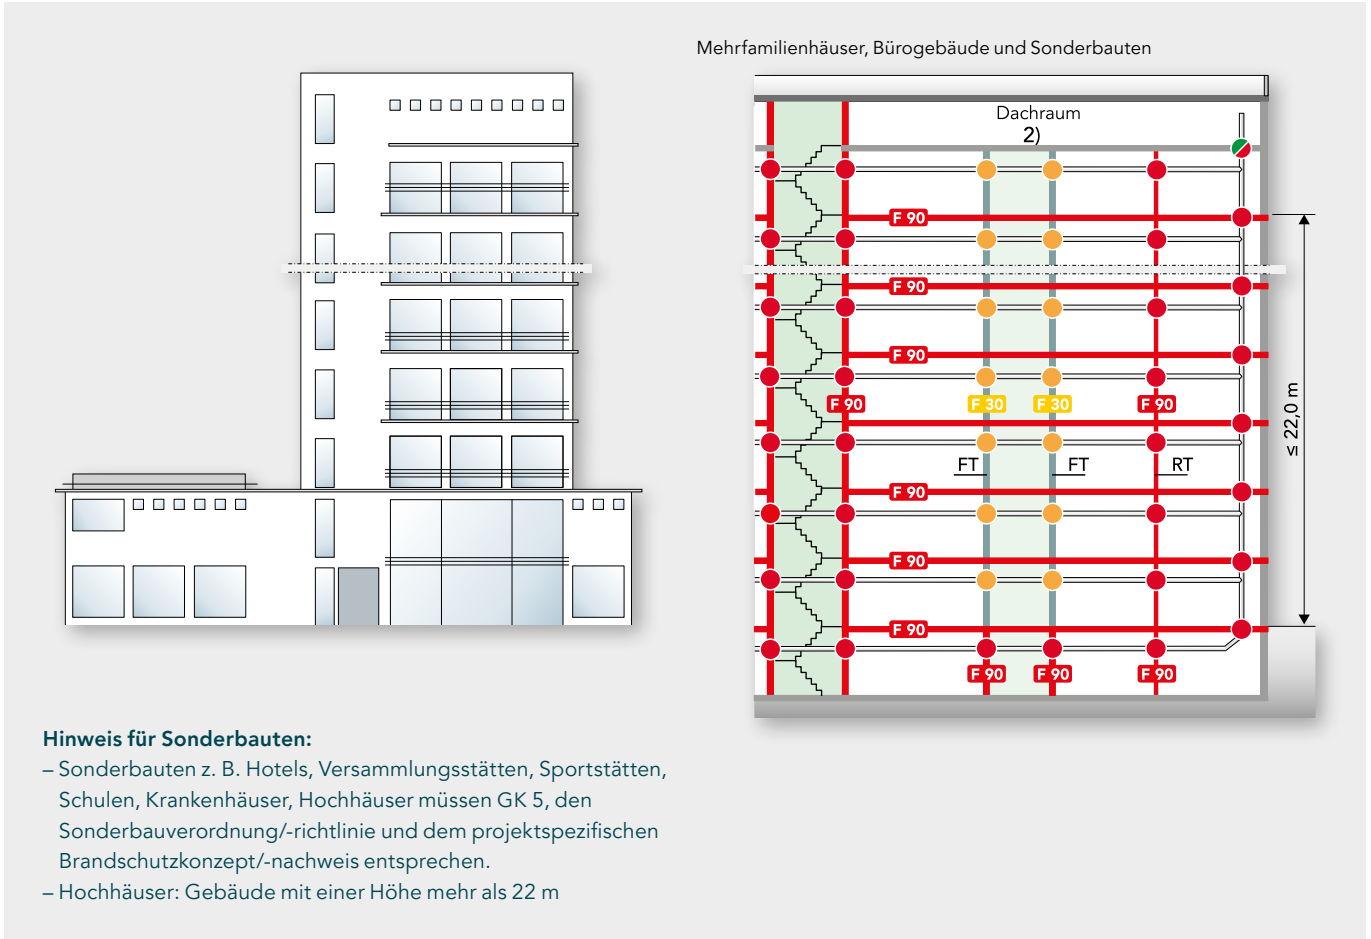 Mehrfamilienhäuser, Bürogebäude und Sonderbauten
Dachraum
2)
F 90
F 90
F 90
F 90 F 30 F 30 F 90
≤ 22,0 m
FT FT RT
F 90
F 90
F 90
F 90 F 90 F 90
Hinweis für Sonderbauten:
– Sonderbauten z. B. Hotels, Versammlungsstätten, Sportstätten,
Schulen, Krankenhäuser, Hochhäuser müssen GK 5, den
Sonderbauverordnung/-richtlinie und dem projektspezifischen
Brandschutzkonzept/-nachweis entsprechen.
– Hochhäuser: Gebäude mit einer Höhe mehr als 22 m